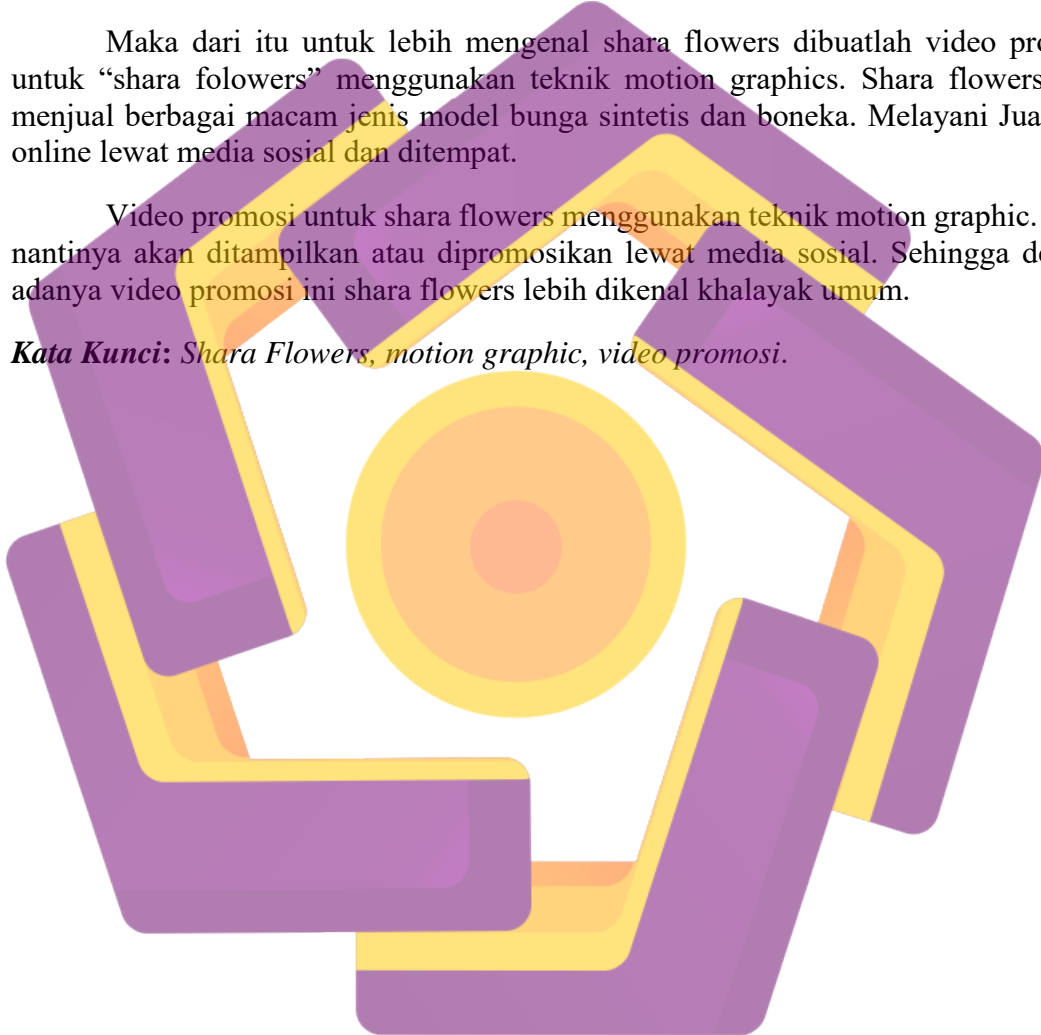 Maka dari itu untuk lebih mengenal shara flowers dibuatlah video pro
untuk “shara folowers” menggunakan teknik motion graphics. Shara flowers
menjual berbagai macam jenis model bunga sintetis dan boneka. Melayani Jua
online lewat media sosial dan ditempat.
Video promosi untuk shara flowers menggunakan teknik motion graphic.
nantinya akan ditampilkan atau dipromosikan lewat media sosial. Sehingga de
adanya video promosi ini shara flowers lebih dikenal khalayak umum.
Kata Kunci: Shara Flowers, motion graphic, video promosi.